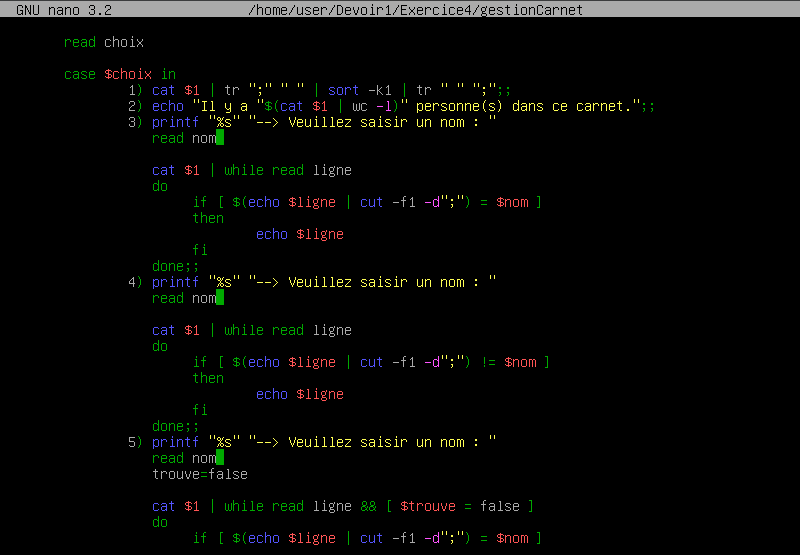 GNU nano 3.2 /home/user/Devoir1/Exercice4/gestionCarnet
read choix
case $choix in
1) cat $1 | tr ";" " " | sort -k1 | tr " " ";";;
2) echo "Il y a "$(cat $1 | wc -l)" personne(s) dans ce carnet.";;
3) printf "%s" "--> Veuillez saisir un nom : "
read nom
cat $1 | while read ligne
do
if [ $(echo $ligne | cut -f1 -d";") = $nom ]
then
echo $ligne
fi
done;;
4) printf "%s" "--> Veuillez saisir un nom : "
read nom
cat $1 | while read ligne
do
if [ $(echo $ligne | cut -f1 -d";") != $nom ]
then
echo $ligne
fi
done;;
5) printf "%s" "--> Veuillez saisir un nom : "
read nom
trouve=false
cat $1 | while read ligne && [ $trouve = false ]
do
if [ $(echo $ligne | cut -f1 -d";") = $nom ]